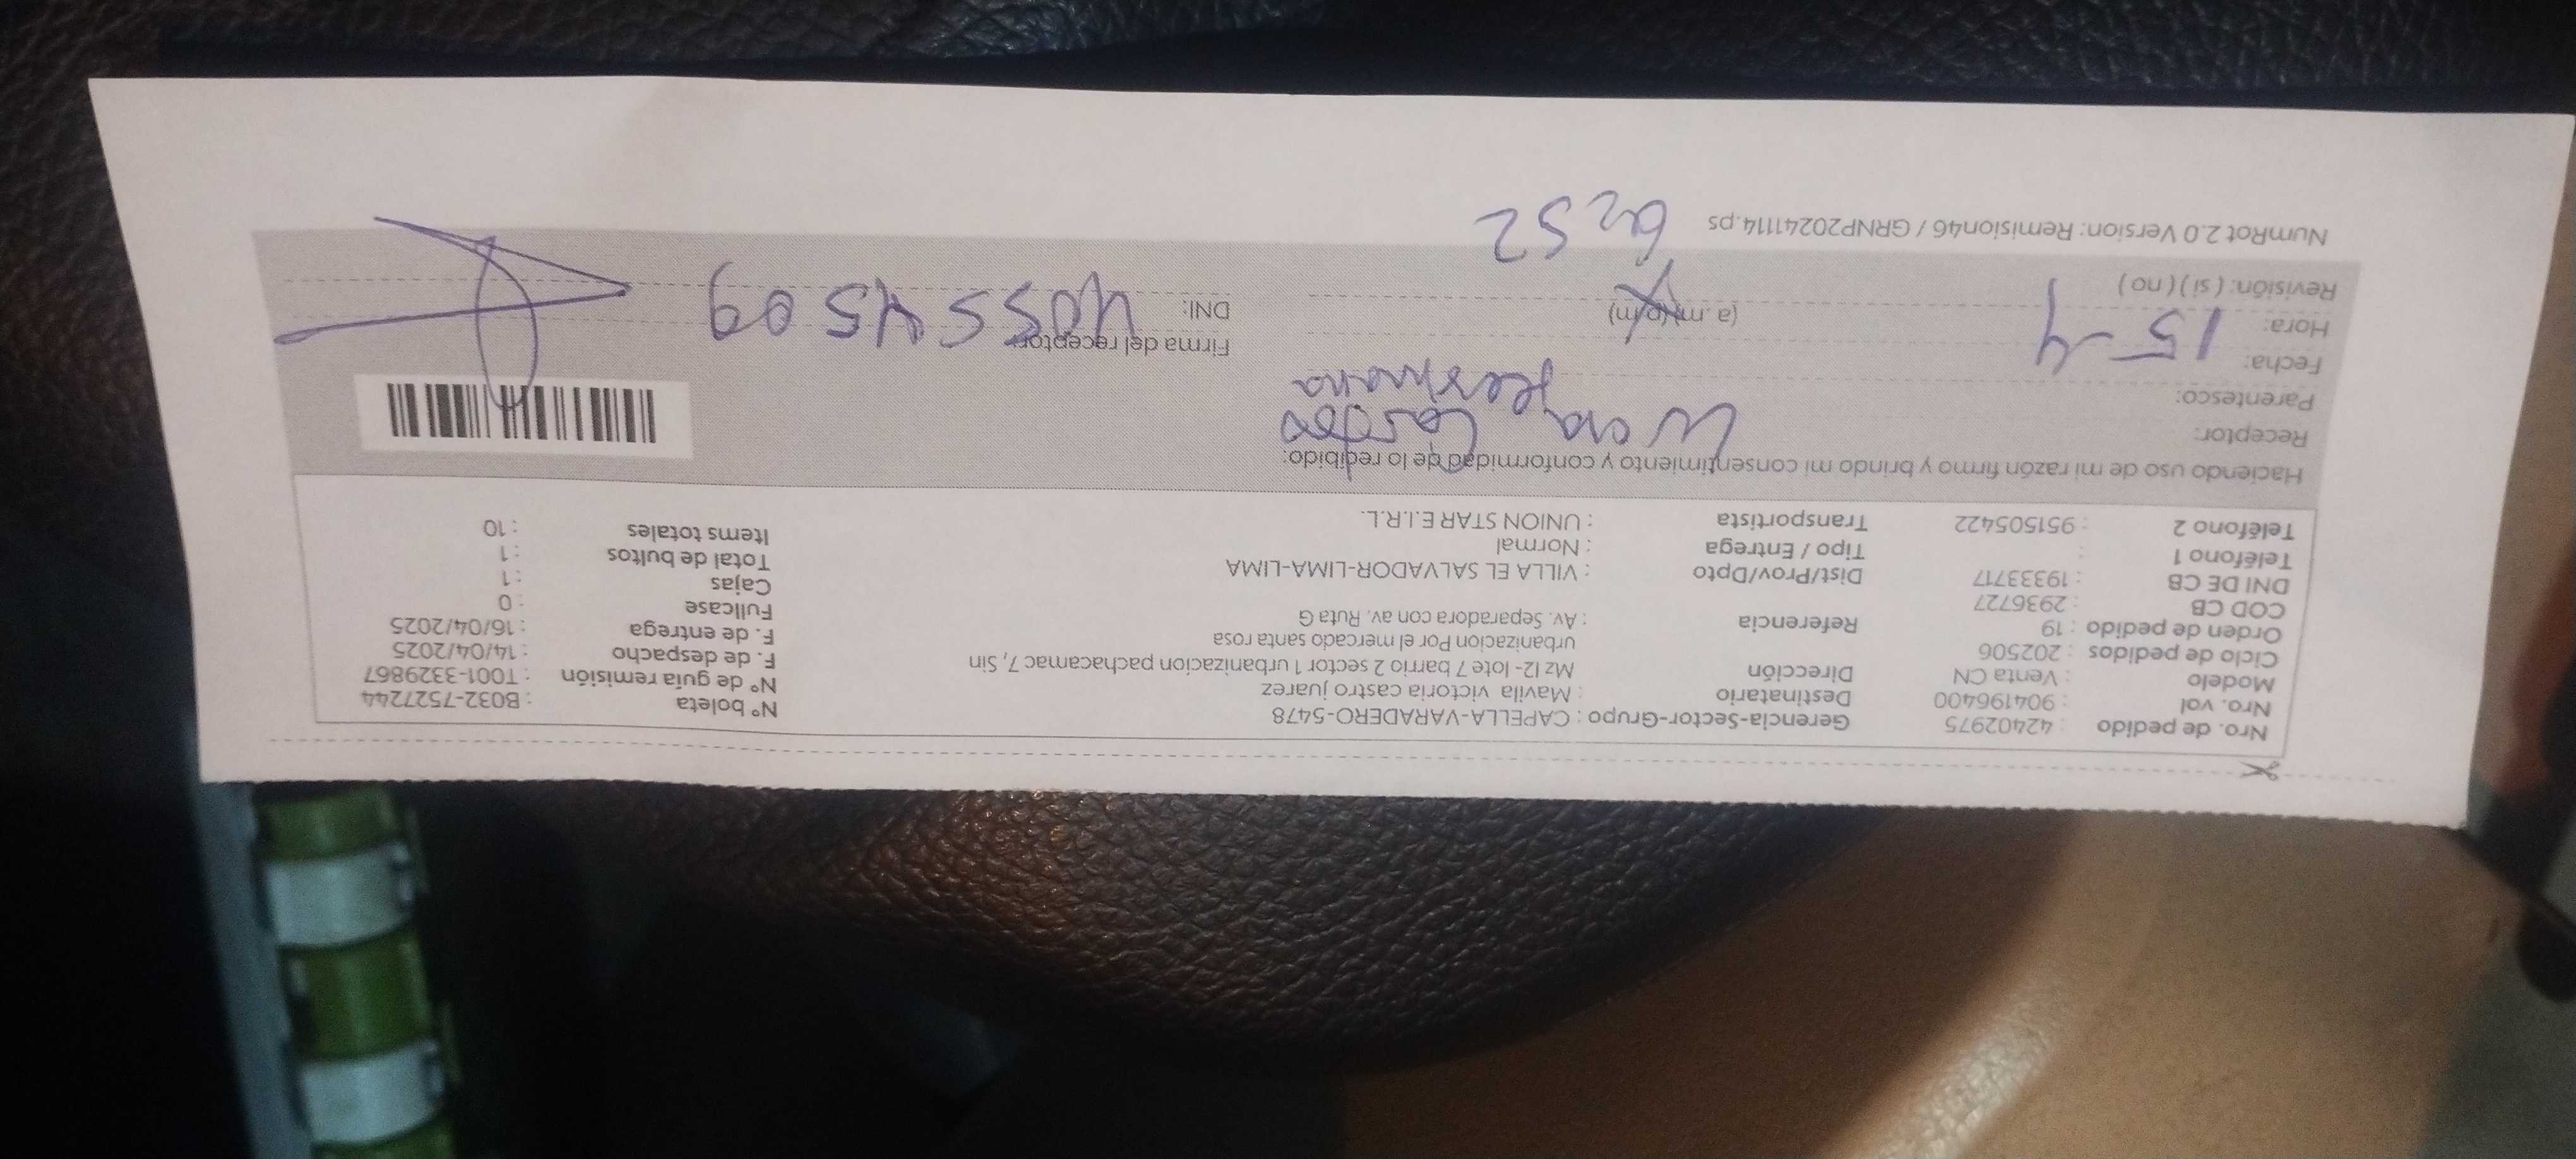 Nro. de pedido : 42402975 Gerencia-Sector-Grupo : CAPELLA-VARADERO-5478 N° boleta : B032-7527244
Nro. vol : 904196400 Destinatario : Mavila victoria castro juarez N° de guía remisión : T001-3329867
Modelo : Venta CN Dirección Mz I2- lote 7 barrio 2 sector 1 urbanizacion pachacamac 7, Sin F. de despacho : 14/04/2025
Ciclo de pedidos : 202506 urbanizacion Por el mercado santa rosa F. de entrega : 16/04/2025
Orden de pedido : 19 Referencia : Av. Separadora con av. Ruta G Fullcase : 0
COD CB : 2936727 Cajas : 1
DNI DE CB : 19333717 Dist/Prov/Dpto : VILLA EL SALVADOR-LIMA-LIMA Total de bultos : 1
Teléfono 1 : Tipo / Entrega : Normal Items totales : 10
Teléfono 2 : 951505422 Transportista : UNION STAR E.I.R.L.
Haciendo uso de mi razón firmo y brindo mi consentimiento y conformidad de lo recibido:
Receptor:
Parentesco: hermana
Fecha: 15-4 Firma del receptor:
Hora: (a.m) (p.m) DNI: 40554509
Revisión: ( si ) ( no )
NumRot 2.0 Version: Remision46 / GRNP20241114.ps 6:52